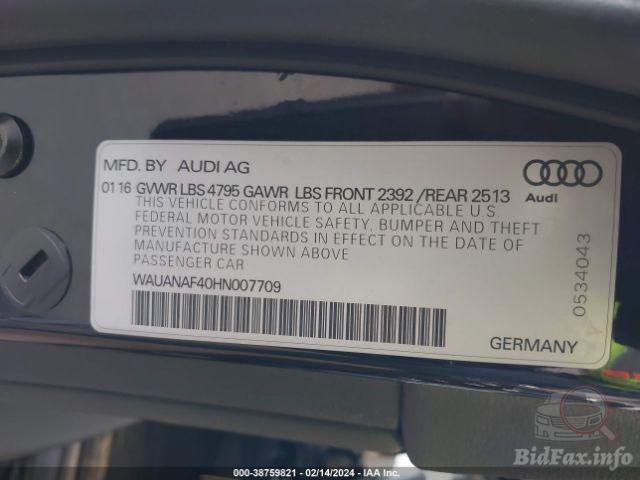 MFD. BY AUDI AG
01 16 GVWR LBS 4795 GAWR LBS FRONT 2392 /REAR 2513
THIS VEHICLE CONFORMS TO ALL APPLICABLE U.S.
FEDERAL MOTOR VEHICLE SAFETY, BUMPER AND THEFT
PREVENTION STANDARDS IN EFFECT ON THE DATE OF
MANUFACTURE SHOWN ABOVE
PASSENGER CAR
WAUANAF40HN007709
Audi
0534043
GERMANY
BidFax.info
000-38759821 - 02/14/2024 - IAA Inc.